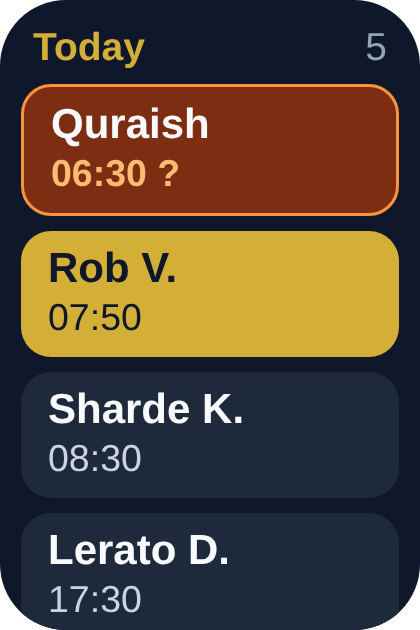 Today 5
Quraish
06:30 ?
Rob V.
07:50
Sharde K.
08:30
Lerato D.
17:30